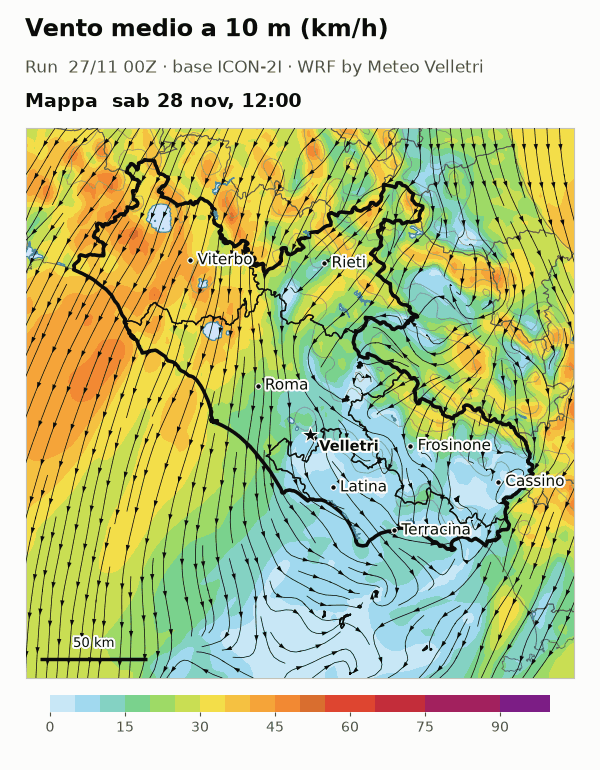 Vento medio a 10 m (km/h)
Run 27/11 00Z · base ICON-2I · WRF by Meteo Velletri
Mappa sab 28 nov, 12:00
Viterbo
Rieti
Roma
Velletri
Frosinone
Cassino
Latina
Terracina
50 km
0 15 30 45 60 75 90